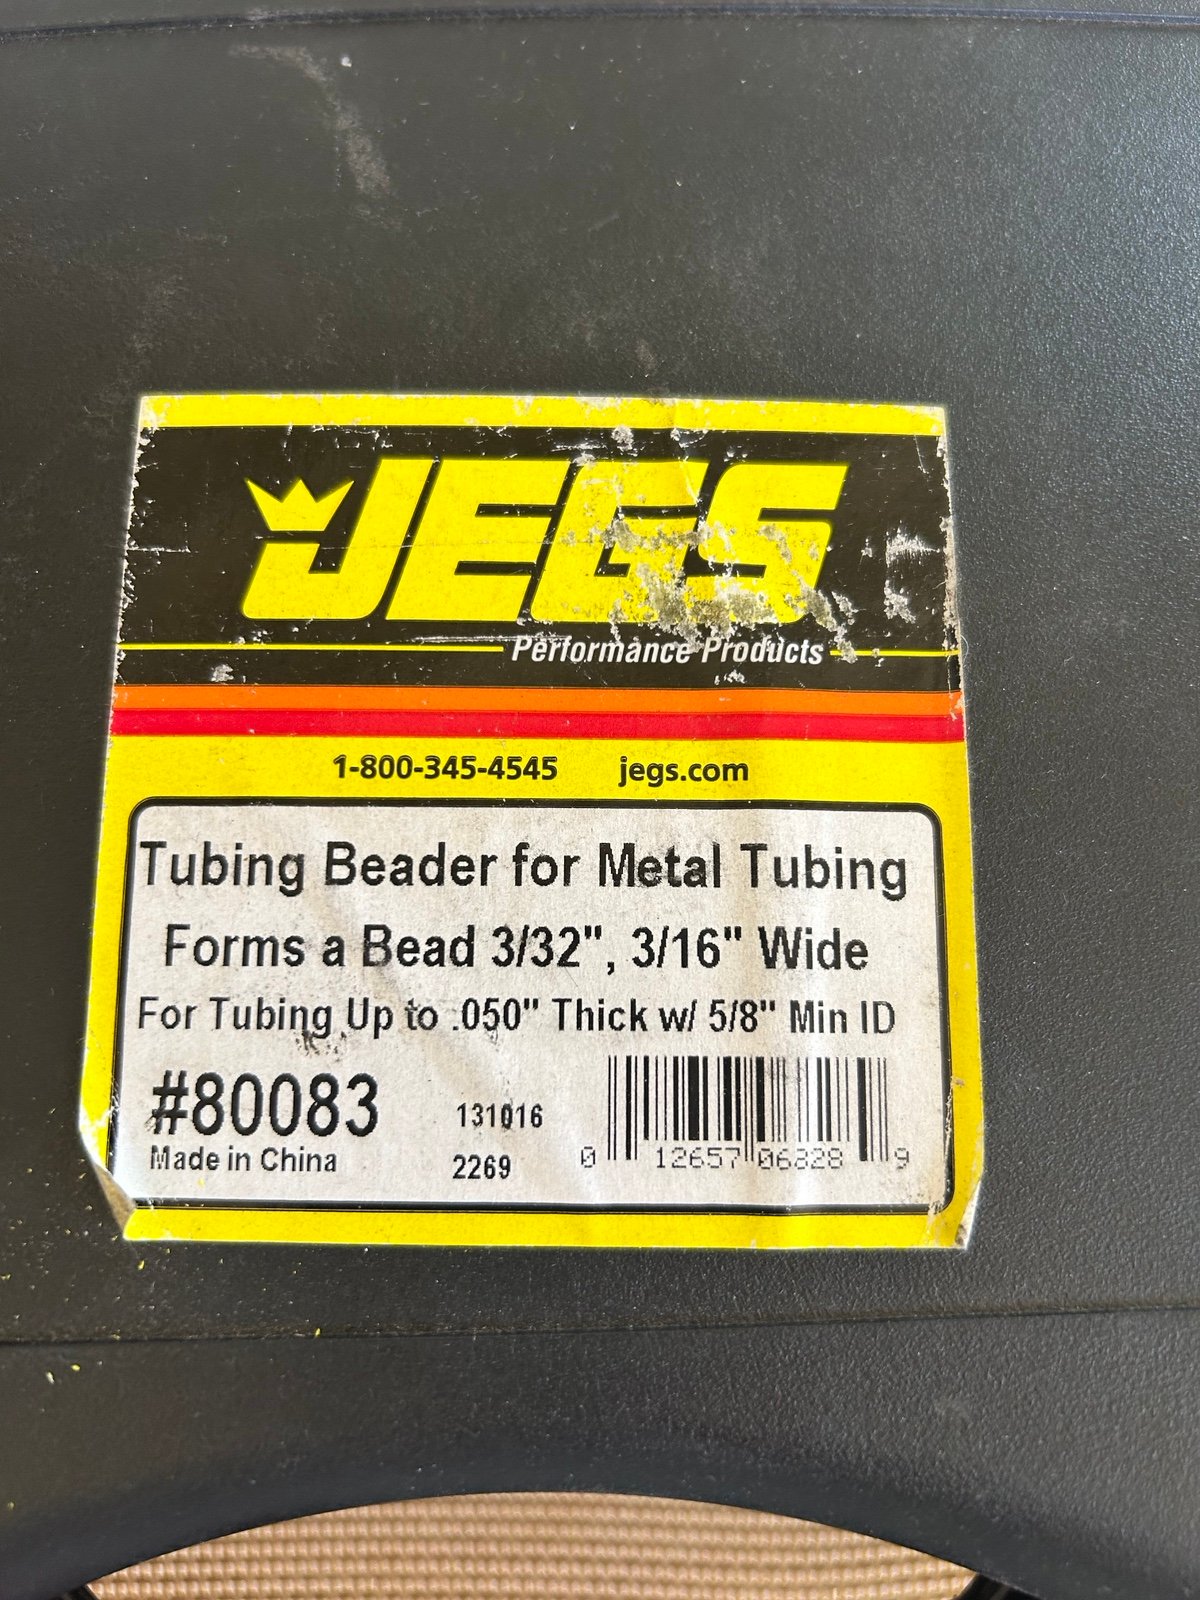 JEGS
Performance Products
1-800-345-4545 jegs.com
Tubing Beader for Metal Tubing
Forms a Bead 3/32", 3/16" Wide
For Tubing Up to .050" Thick w/ 5/8" Min ID
#80083 131016
Made in China 2269 0 12657 06828 9